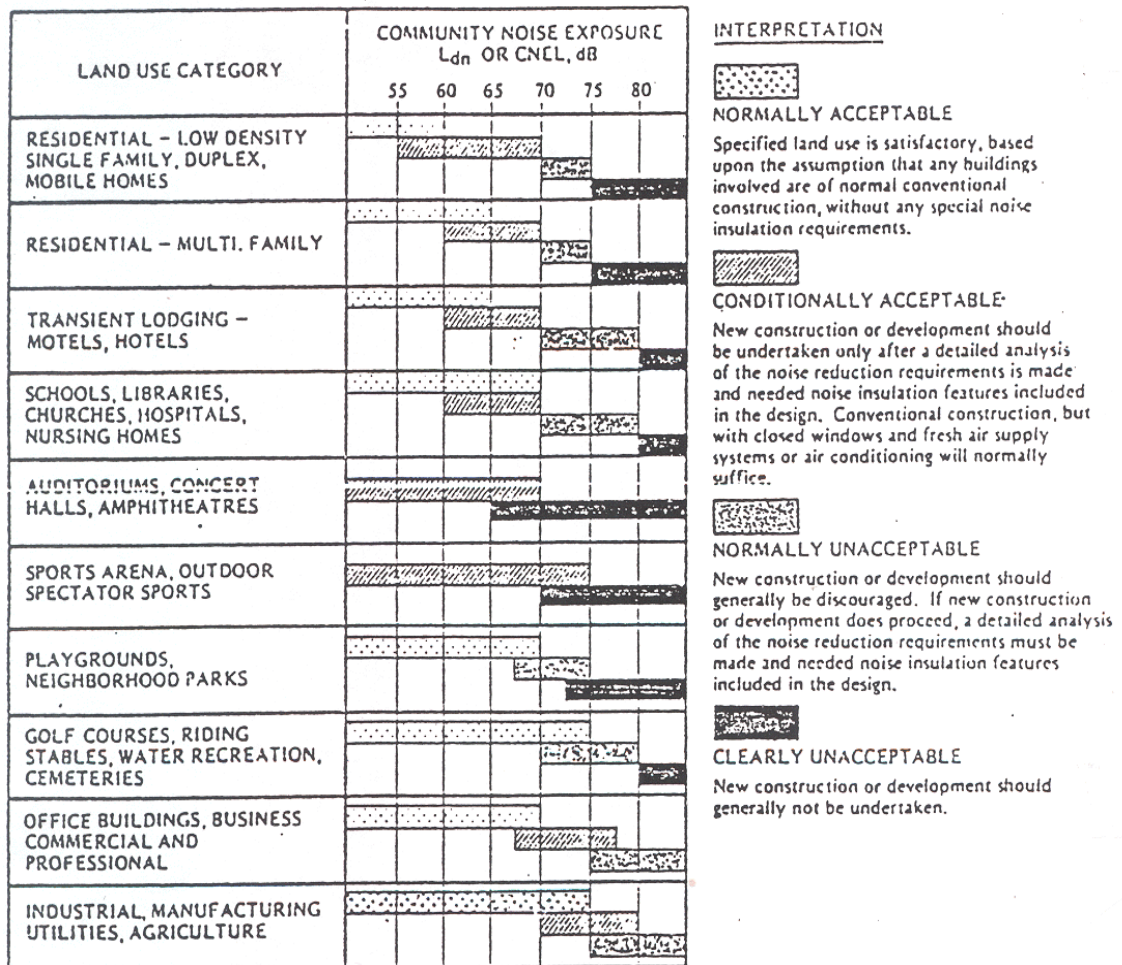 LAND USE CATEGORY
COMMUNITY NOISE EXPOSURE
Ldn OR CNEL, dB
55 60 65 70 75 80
RESIDENTIAL – LOW DENSITY
SINGLE FAMILY, DUPLEX,
MOBILE HOMES
RESIDENTIAL – MULTI. FAMILY
TRANSIENT LODGING –
MOTELS, HOTELS
SCHOOLS, LIBRARIES,
CHURCHES, HOSPITALS,
NURSING HOMES
AUDITORIUMS, CONCERT
HALLS, AMPHITHEATRES
SPORTS ARENA, OUTDOOR
SPECTATOR SPORTS
PLAYGROUNDS,
NEIGHBORHOOD PARKS
GOLF COURSES, RIDING
STABLES, WATER RECREATION,
CEMETERIES
OFFICE BUILDINGS, BUSINESS
COMMERCIAL AND
PROFESSIONAL
INDUSTRIAL, MANUFACTURING
UTILITIES, AGRICULTURE
INTERPRETATION
NORMALLY ACCEPTABLE
Specified land use is satisfactory, based
upon the assumption that any buildings
involved are of normal conventional
construction, without any special noise
insulation requirements.
CONDITIONALLY ACCEPTABLE
New construction or development should
be undertaken only after a detailed analysis
of the noise reduction requirements is made
and needed noise insulation features included
in the design. Conventional construction, but
with closed windows and fresh air supply
systems or air conditioning will normally
suffice.
NORMALLY UNACCEPTABLE
New construction or development should
generally be discouraged. If new construction
or development does proceed, a detailed analysis
of the noise reduction requirements must be
made and needed noise insulation features
included in the design.
CLEARLY UNACCEPTABLE
New construction or development should
generally not be undertaken.